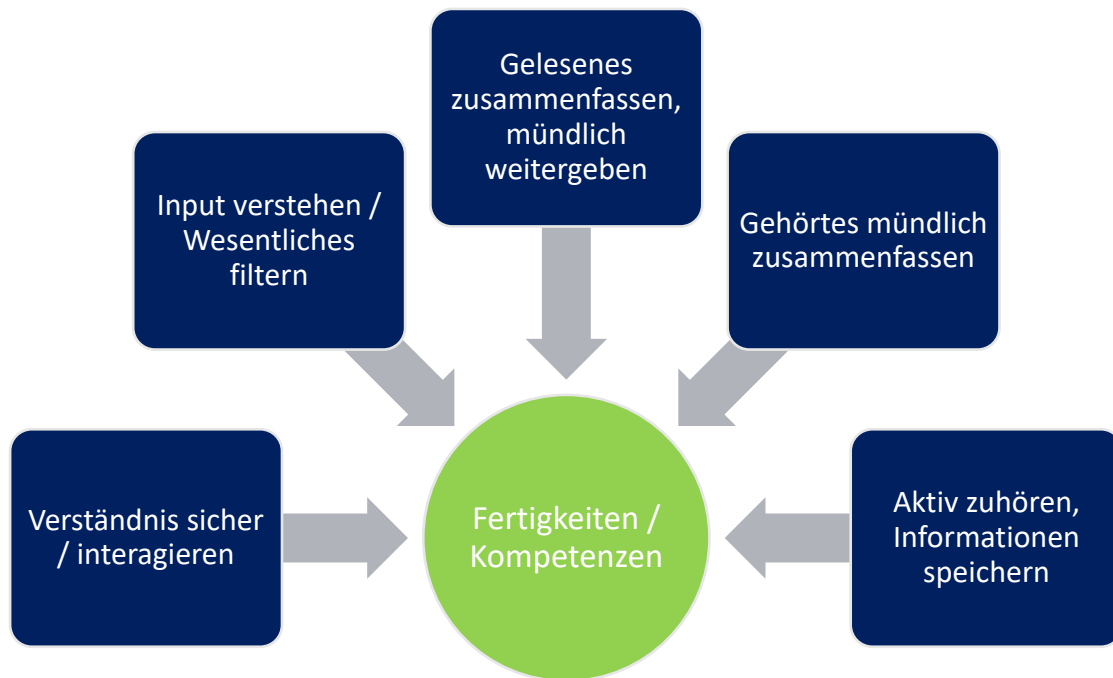 Gelesenes
zusammenfassen,
mündlich
weitergeben
Input verstehen /
Wesentliches
filtern
Gehörtes mündlich
zusammenfassen
Verständnis sicher
/ interagieren
Fertigkeiten /
Kompetenzen
Aktiv zuhören,
Informationen
speichern